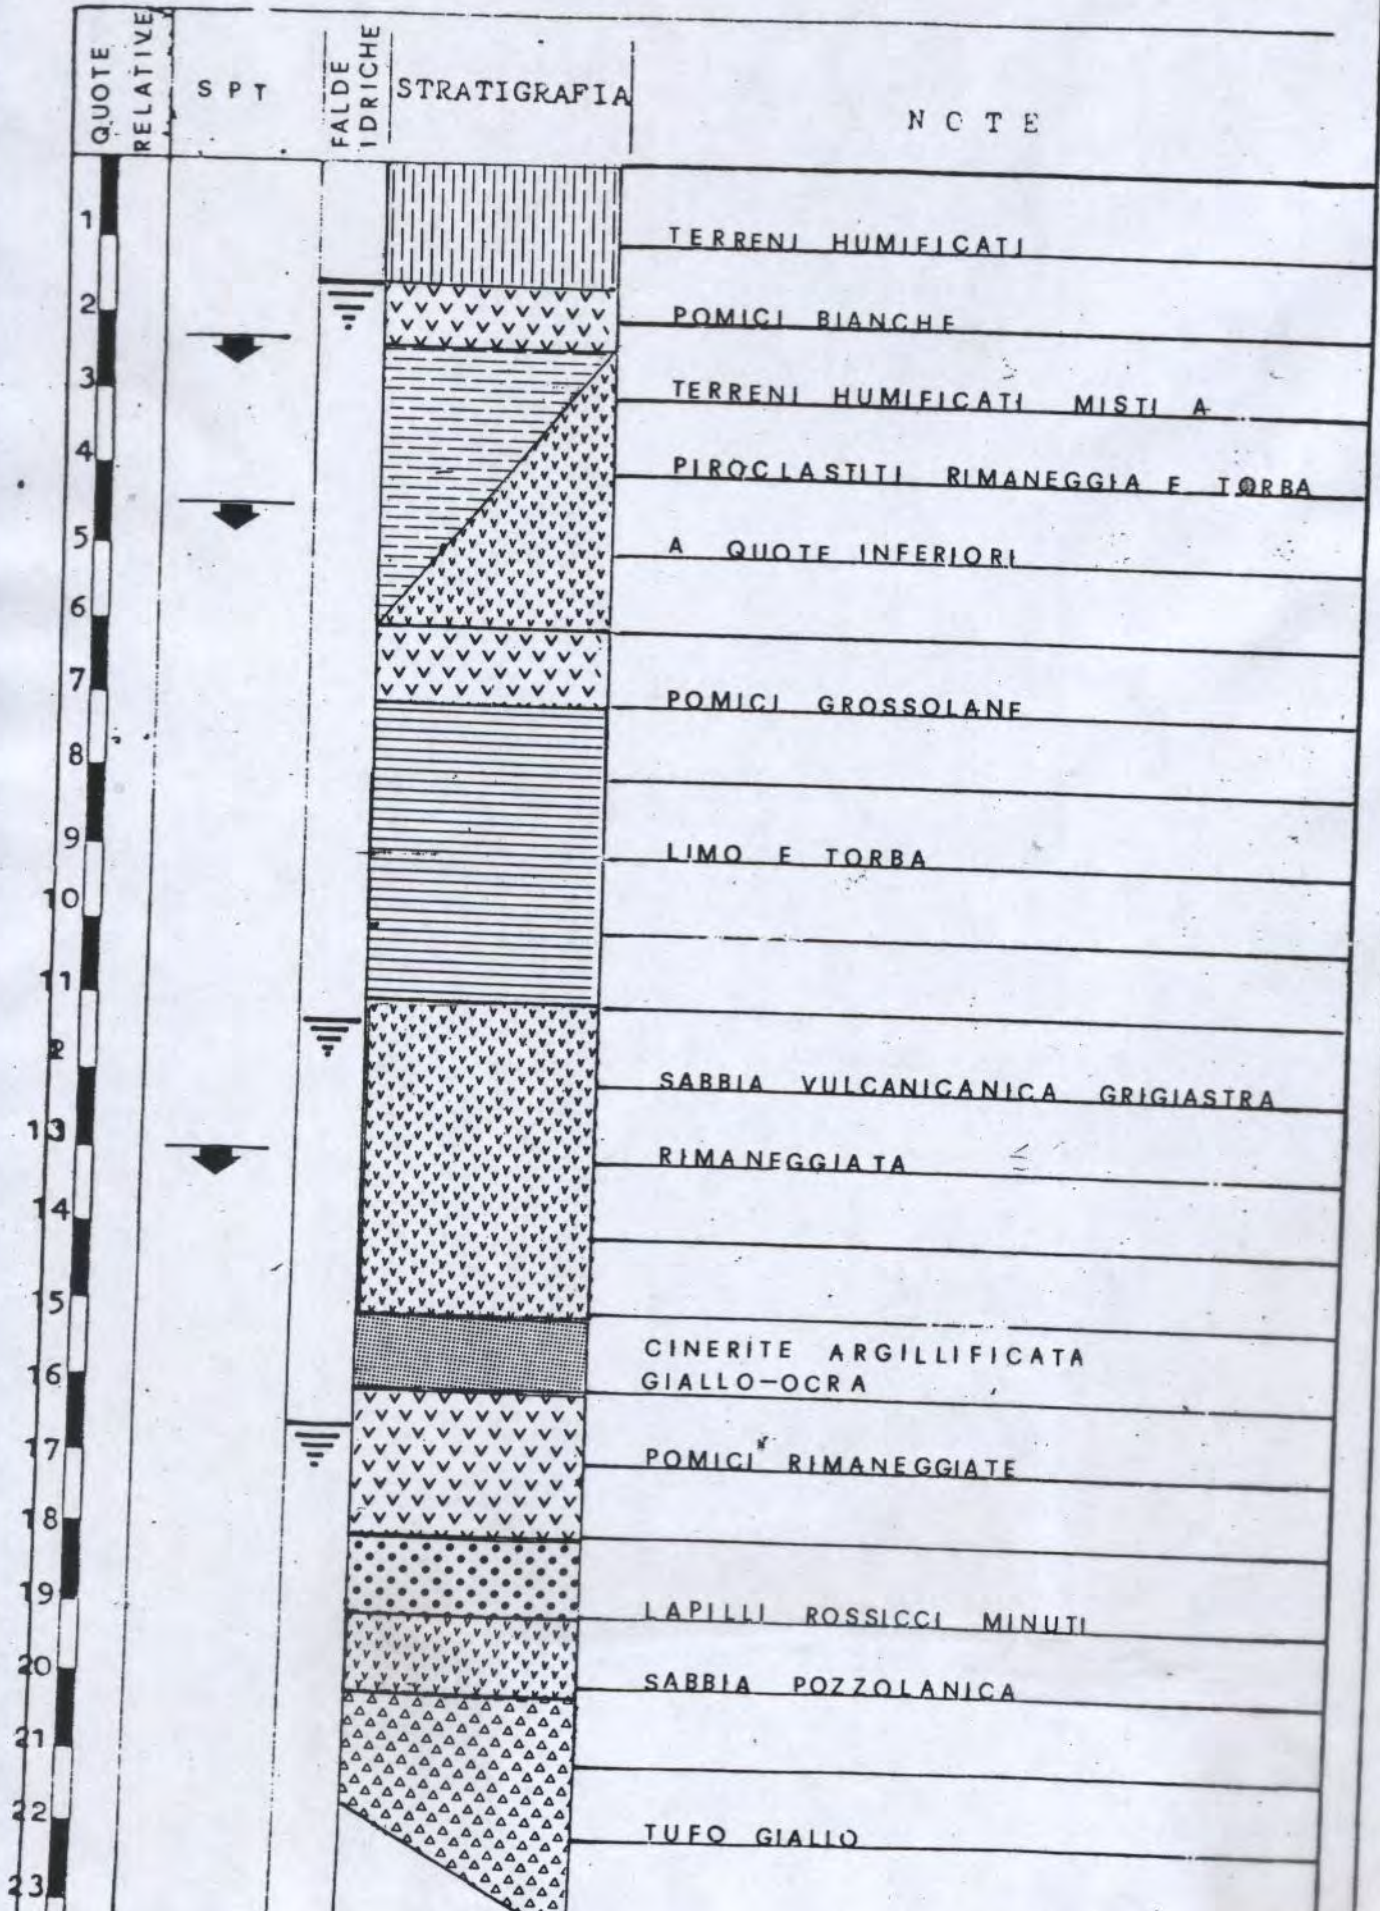 QUOTE RELATIVE
SPT
FALDE IDRICHE
STRATIGRAFIA
NOTE
1
TERRENI HUMIFICATI
2
POMICI BIANCHE
3
TERRENI HUMIFICATI MISTI A
4
PIROCLASTITI RIMANEGGIA E TORBA
5
A QUOTE INFERIORI
6
7
POMICI GROSSOLANE
8
9
LIMO E TORBA
10
11
2
SABBIA VULCANICANICA GRIGIASTRA
13
RIMANEGGIATA
14
15
CINERITE ARGILLIFICATA
16
GIALLO-OCRA
17
POMICI RIMANEGGIATE
18
19
LAPILLI ROSSICCI MINUTI
20
SABBIA POZZOLANICA
21
22
TUFO GIALLO
23